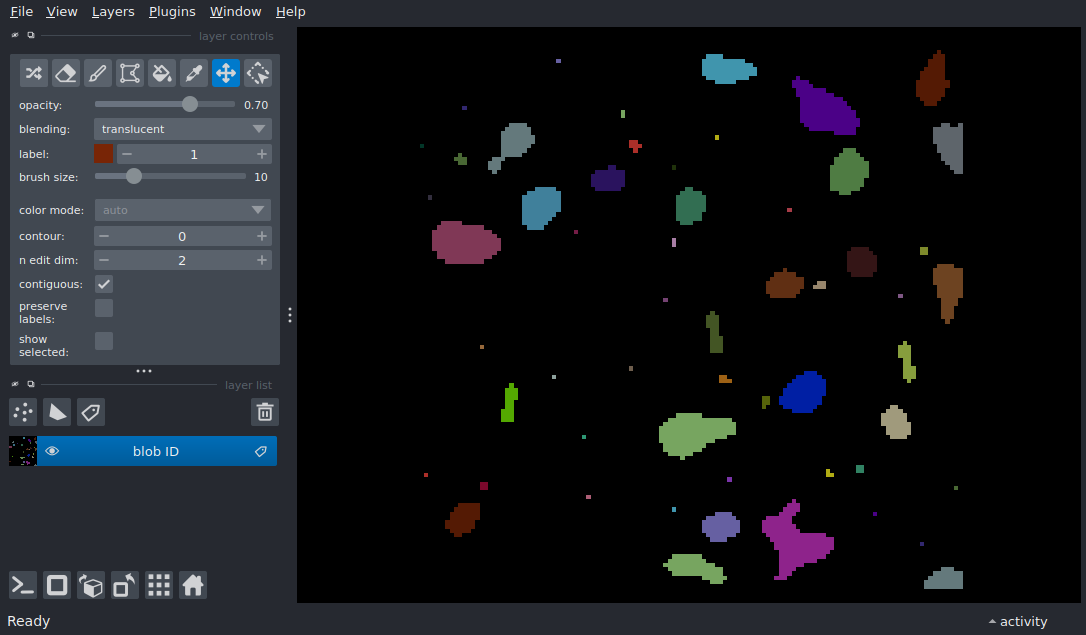 File View Layers Plugins Window Help
layer controls
opacity: 0.70
blending: translucent
label: 1
brush size: 10
color mode: auto
contour: 0
n edit dim: 2
contiguous:
preserve
labels:
show
selected:
layer list
blob ID
Ready activity